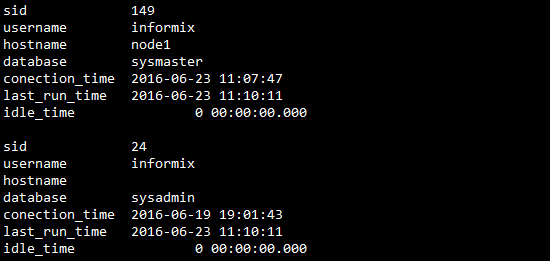 sid             149
username        informix
hostname        node1
database        sysmaster
conection_time  2016-06-23 11:07:47
last_run_time   2016-06-23 11:10:11
idle_time               0 00:00:00.000

sid             24
username        informix
hostname
database        sysadmin
conection_time  2016-06-19 19:01:43
last_run_time   2016-06-23 11:10:11
idle_time               0 00:00:00.000